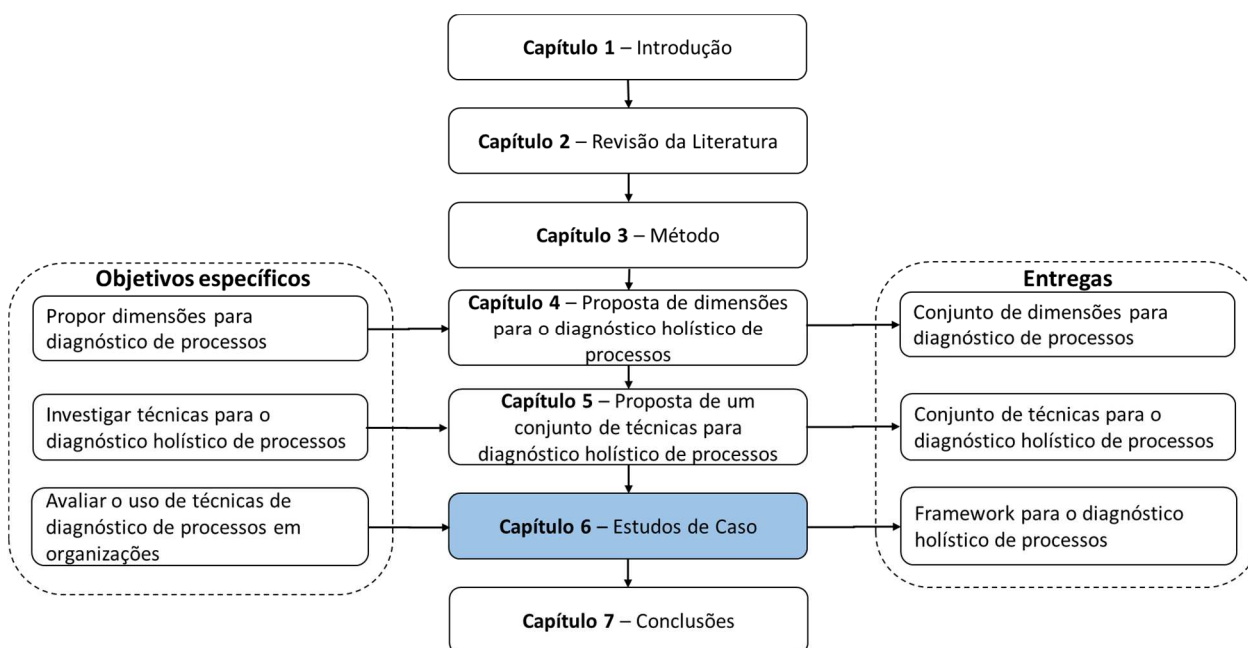 Capítulo 1 – Introdução
Capítulo 2 – Revisão da Literatura
Capítulo 3 – Método
Objetivos específicos
Entregas
Propor dimensões para
diagnóstico de processos
Capítulo 4 – Proposta de dimensões
para o diagnóstico holístico de
processos
Conjunto de dimensões para
diagnóstico de processos
Investigar técnicas para o
diagnóstico holístico de processos
Capítulo 5 – Proposta de um
conjunto de técnicas para
diagnóstico holístico de processos
Conjunto de técnicas para o
diagnóstico holístico de processos
Avaliar o uso de técnicas de
diagnóstico de processos em
organizações
Capítulo 6 – Estudos de Caso
Framework para o diagnóstico
holístico de processos
Capítulo 7 – Conclusões